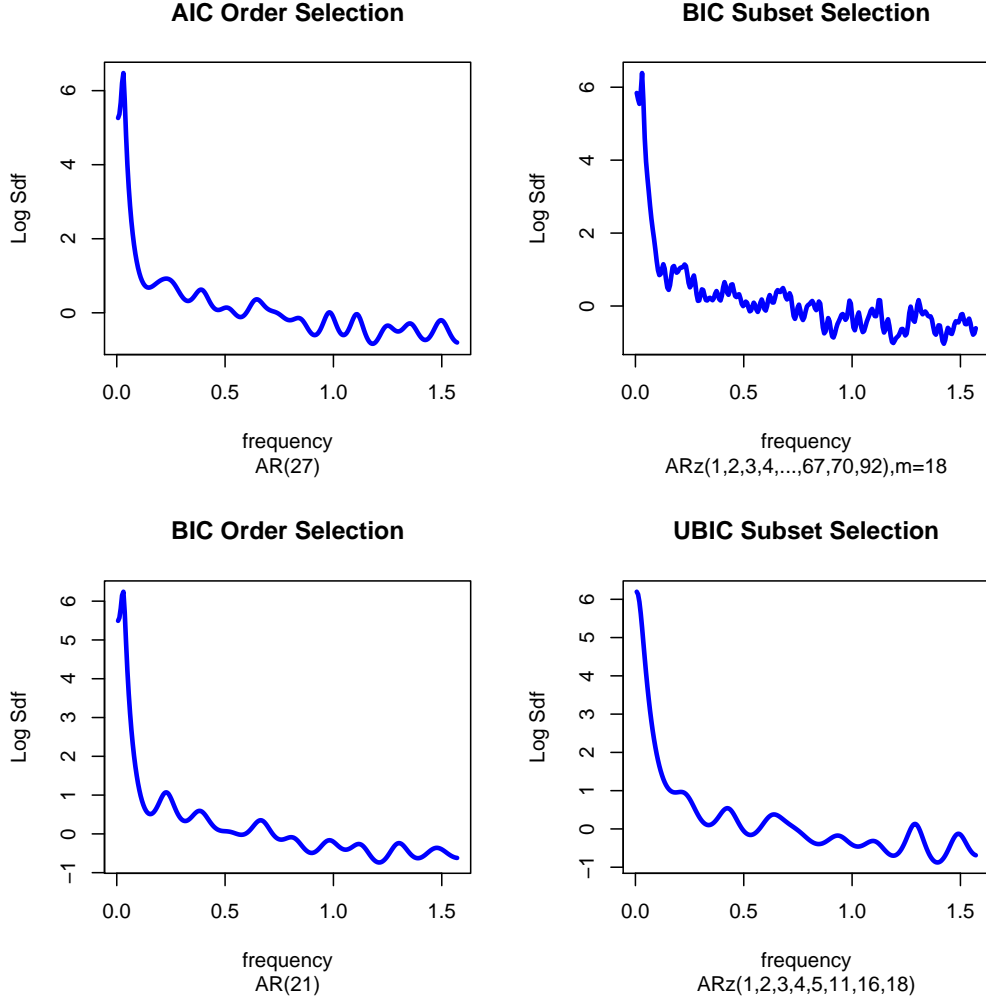 AIC Order Selection
Log Sdf
6
4
2
0
0.0 0.5 1.0 1.5
frequency
AR(27)
BIC Subset Selection
Log Sdf
6
4
2
0
0.0 0.5 1.0 1.5
frequency
ARz(1,2,3,4,...,67,70,92),m=18
BIC Order Selection
Log Sdf
6
5
4
3
2
1
0
−1
0.0 0.5 1.0 1.5
frequency
AR(21)
UBIC Subset Selection
Log Sdf
6
5
4
3
2
1
0
−1
0.0 0.5 1.0 1.5
frequency
ARz(1,2,3,4,5,11,16,18)